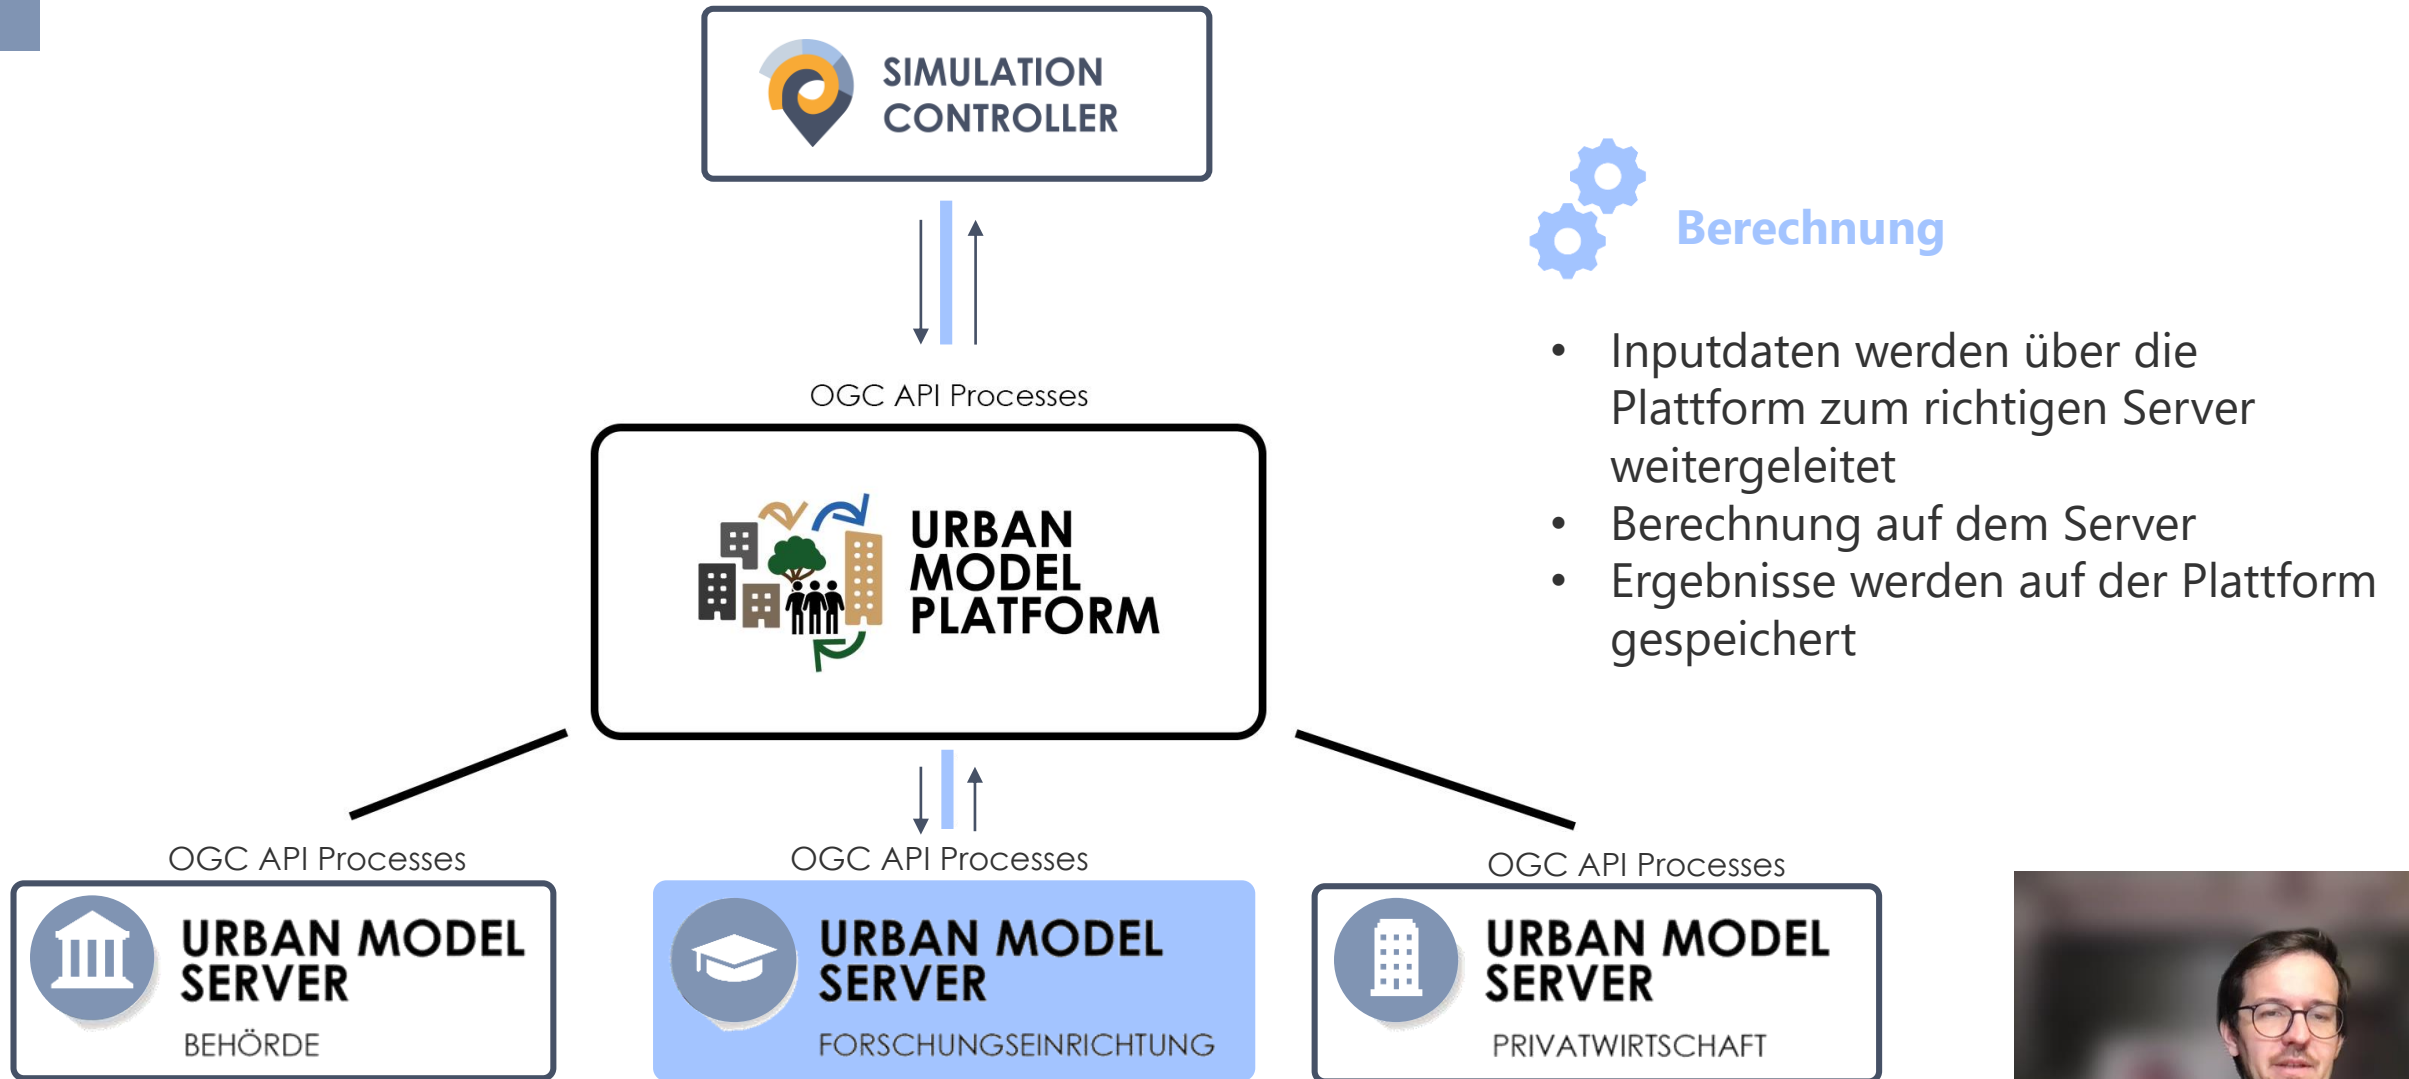 SIMULATION
CONTROLLER
Berechnung
• Inputdaten werden über die
Plattform zum richtigen Server
weitergeleitet
• Berechnung auf dem Server
• Ergebnisse werden auf der Plattform
gespeichert
OGC API Processes
URBAN
MODEL
PLATFORM
OGC API Processes
URBAN MODEL
SERVER
BEHÖRDE
OGC API Processes
URBAN MODEL
SERVER
FORSCHUNGSEINRICHTUNG
OGC API Processes
URBAN MODEL
SERVER
PRIVATWIRTSCHAFT